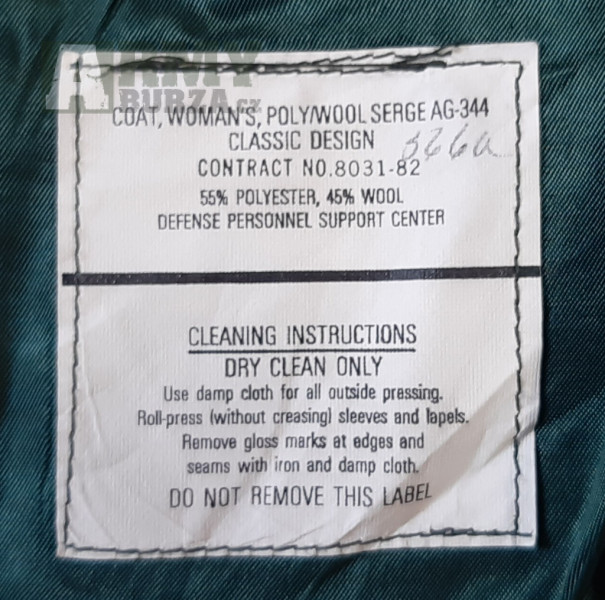 ARMY
BURZA.cz
COAT, WOMAN'S, POLY/WOOL SERGE AG-344
CLASSIC DESIGN
CONTRACT NO.8031-82
55% POLYESTER, 45% WOOL
DEFENSE PERSONNEL SUPPORT CENTER
CLEANING INSTRUCTIONS
DRY CLEAN ONLY
Use damp cloth for all outside pressing.
Roll-press (without creasing) sleeves and lapels.
Remove gloss marks at edges and
seams with iron and damp cloth.
DO NOT REMOVE THIS LABEL